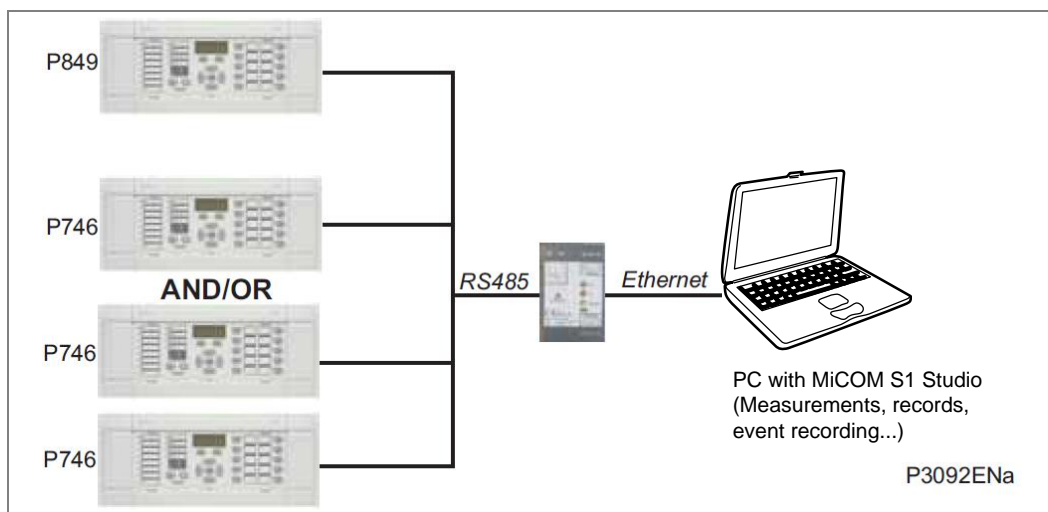 P849
P746
AND/OR
P746
P746
RS485
Ethernet
PC with MiCOM S1 Studio
(Measurements, records,
event recording...)
P3092ENa